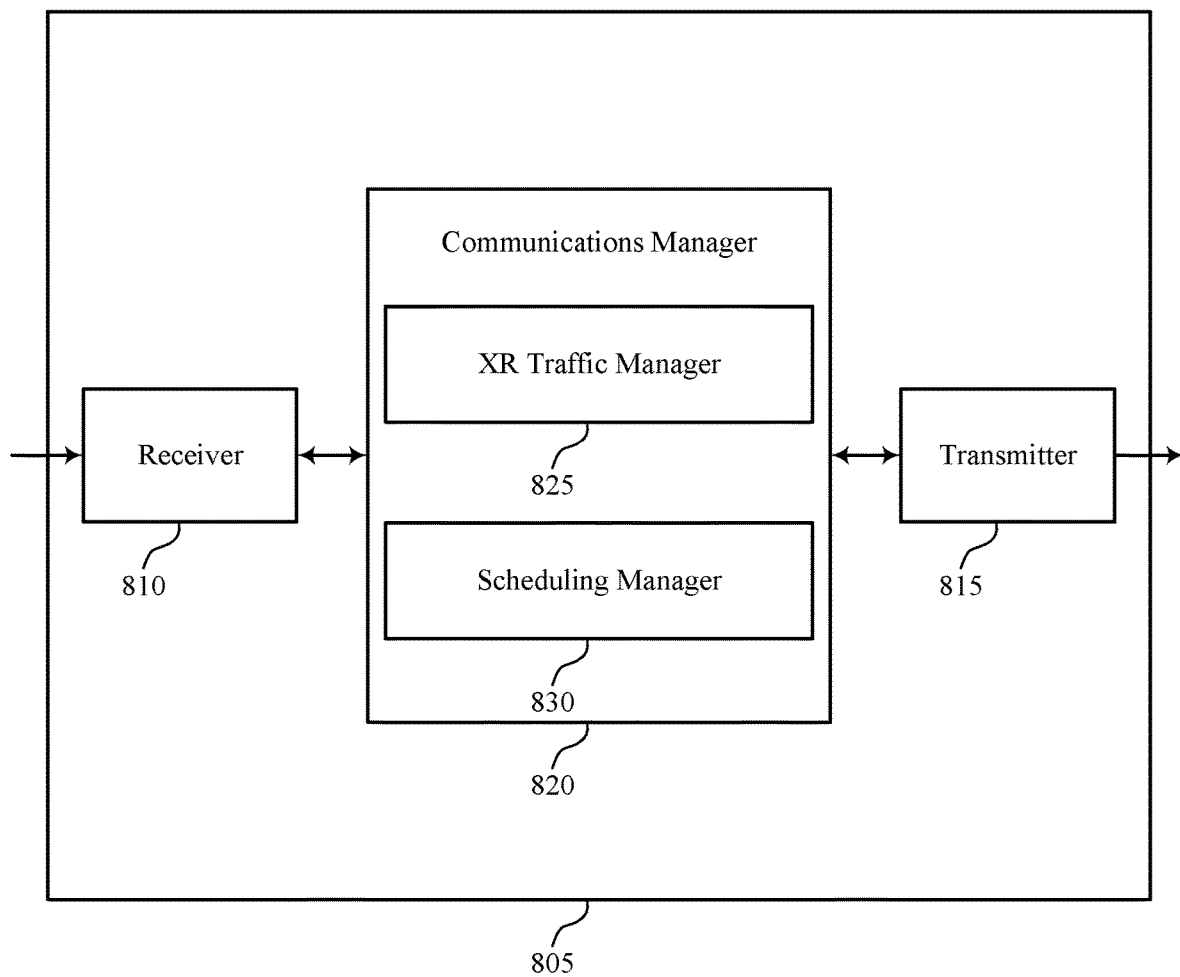 Communications Manager
XR Traffic Manager
825
Receiver
810
Transmitter
815
Scheduling Manager
830
820
805